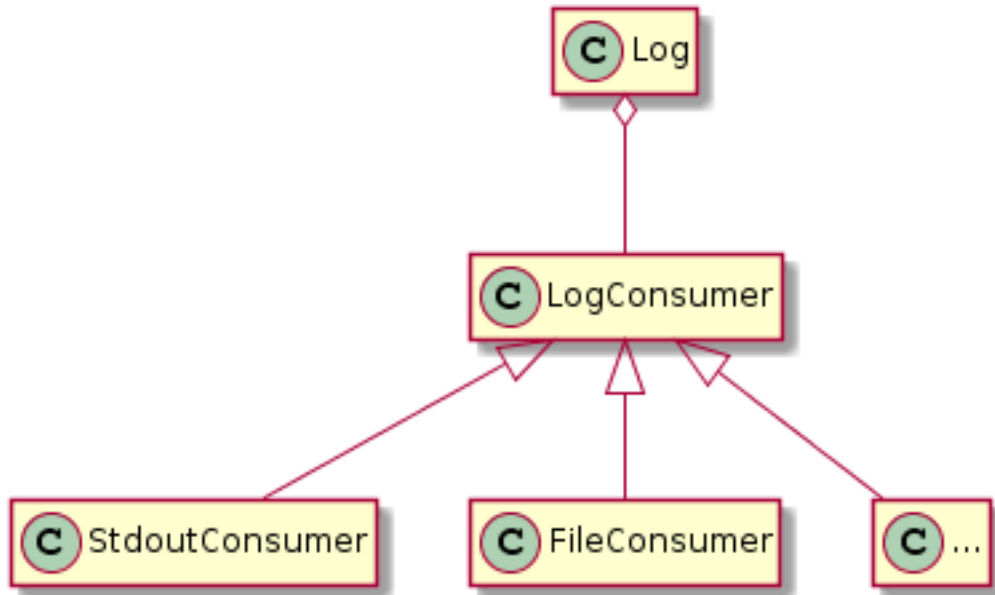 C Log
C LogConsumer
C StdoutConsumer
C FileConsumer
C ...